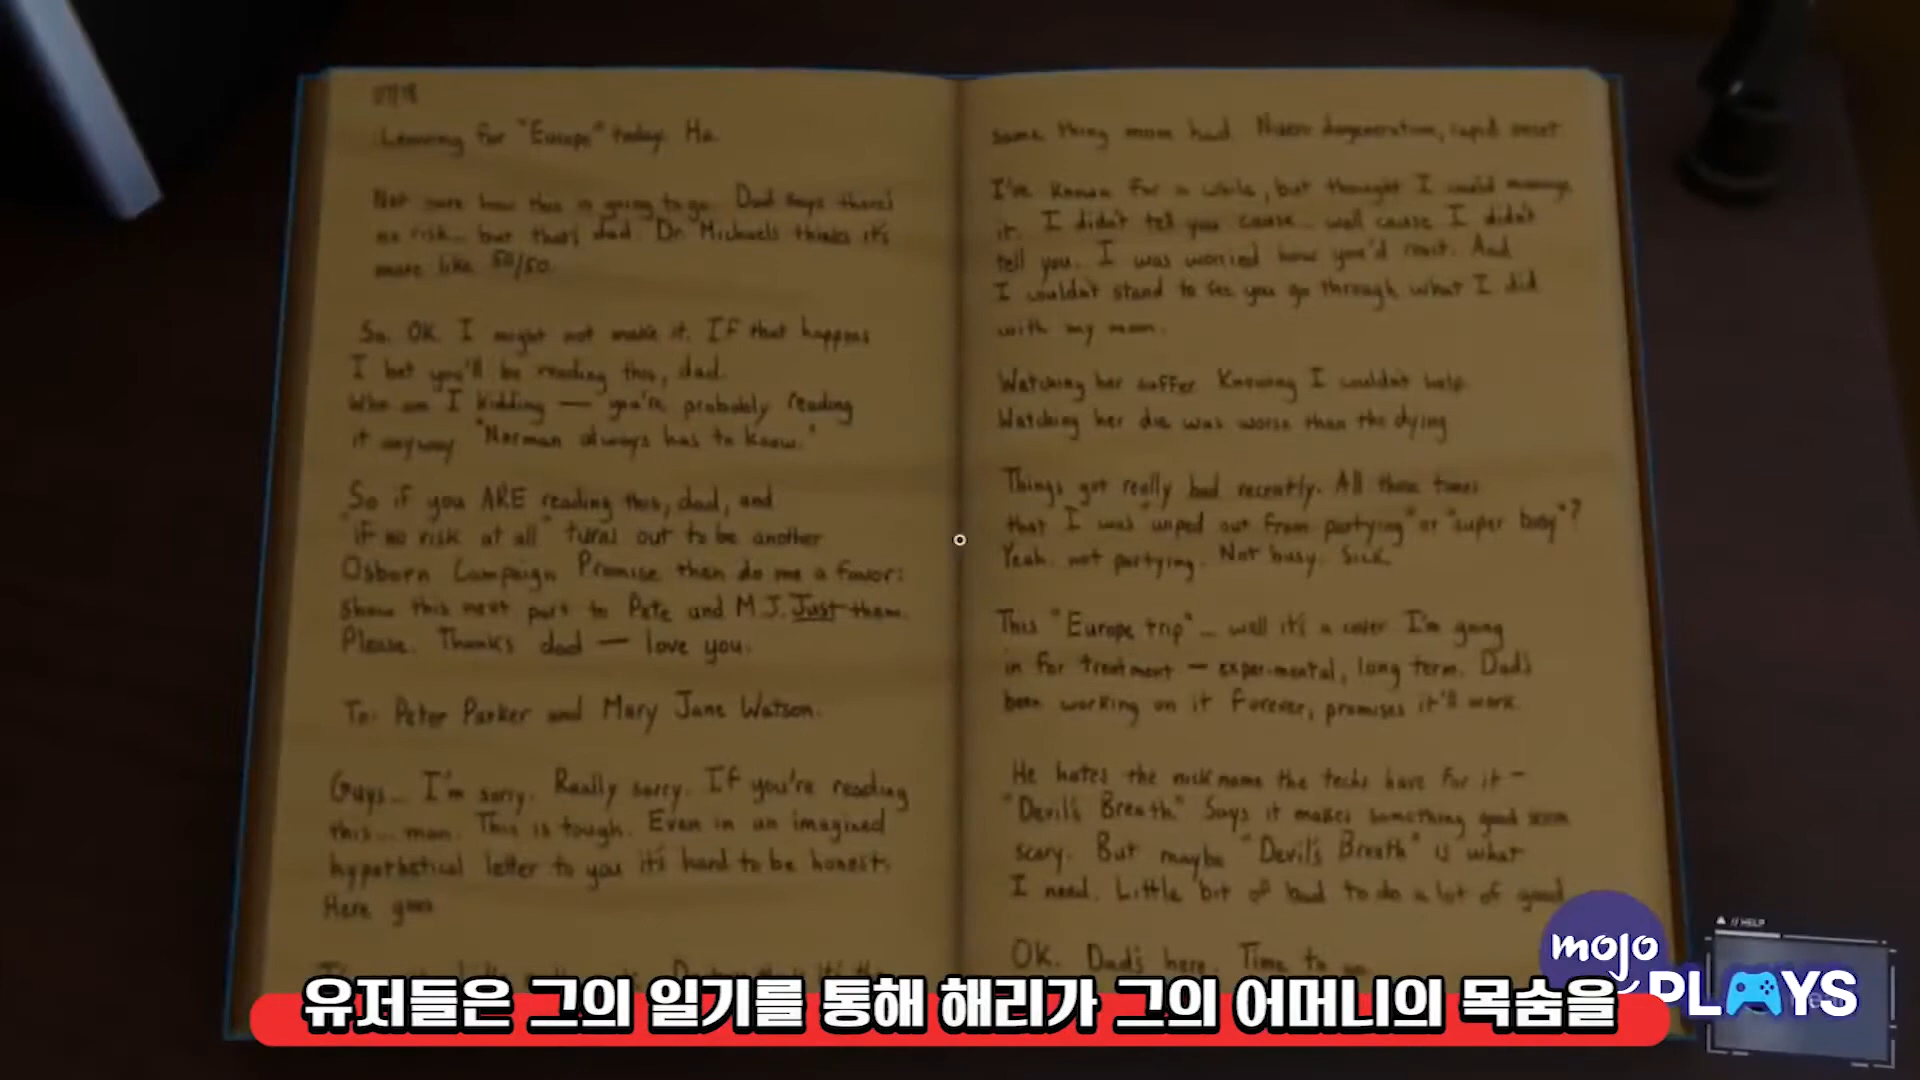 07/18
Leaving for "Europe" today. Ha.
Not sure how this is going to go. Dad says there's
no risk... but that's dad. Dr. Michaels thinks it's
more like 50/50.
So. OK. I might not make it. If that happens
I bet you'll be reading this, dad.
Who am I kidding — you're probably reading
it anyway "Norman always has to know."
So if you ARE reading this, dad, and
"if no risk at all" turns out to be another
Osborn Campaign Promise then do me a favor:
show this next part to Pete and M.J. Just them.
Please. Thanks dad — love you.
To: Peter Parker and Mary Jane Watson.
Guys... I'm sorry. Really sorry. If you're reading
this... man. This is tough. Even in an imagined
hypothetical letter to you it's hard to be honest.
Here goes
same thing mom had. Neuro degeneration, rapid onset.
I've known for a while, but thought I could manage
it. I didn't tell you cause... well cause I didn't
tell you. I was worried how you'd react. And
I couldn't stand to see you go through what I did
with my mom.
Watching her suffer. Knowing I couldn't help.
Watching her die was worse than the dying
Things got really bad recently. All those times
that I was "wiped out from partying" or "super busy"?
Yeah. not partying. Not busy. Sick.
This "Europe trip"... well it's a cover. I'm going
in for treatment — experimental, long term. Dad's
been working on it forever, promises it'll work.
He hates the nickname the techs have for it -
"Devil's Breath." Says it makes something good seem
scary. But maybe "Devil's Breath" is what
I need. Little bit of bad to do a lot of good
OK. Dad's here. Time to go
유저들은 그의 일기를 통해 해리가 그의 어머니의 목숨을
mojo
PLAYS
// HELP